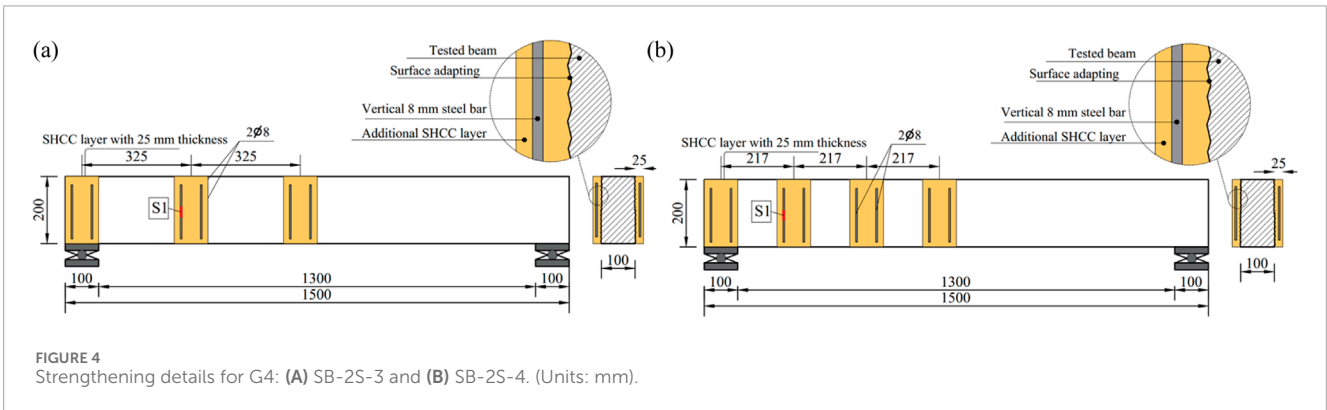 (a)
Tested beam
Surface adapting
Vertical 8 mm steel bar
Additional SHCC layer
SHCC layer with 25 mm thickness
2Ø8
325
325
25
200
S1
100
100
1300
100
1500
(b)
Tested beam
Surface adapting
Vertical 8 mm steel bar
Additional SHCC layer
SHCC layer with 25 mm thickness
2Ø8
217
217
217
25
200
S1
100
100
1300
100
1500
FIGURE 4
Strengthening details for G4: (A) SB-2S-3 and (B) SB-2S-4. (Units: mm).